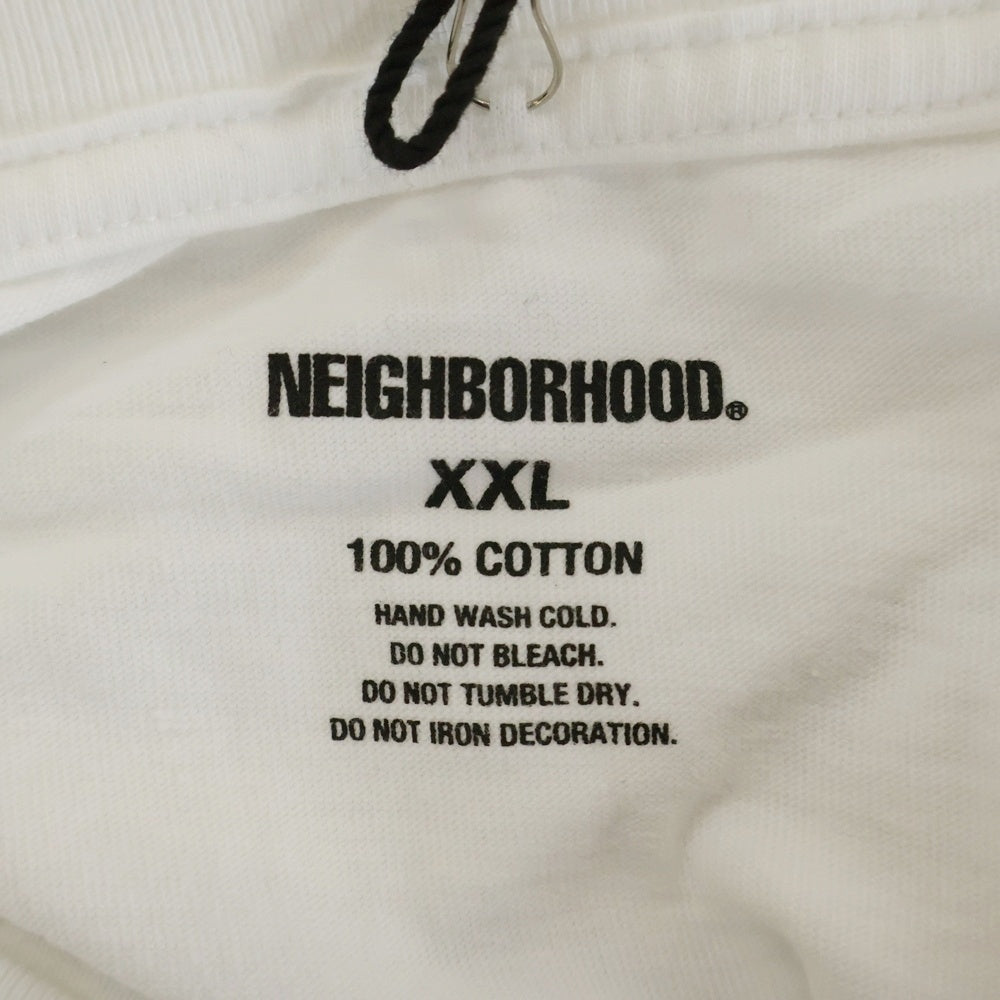 NEIGHBORHOOD®
XXL
100% COTTON
HAND WASH COLD.
DO NOT BLEACH.
DO NOT TUMBLE DRY.
DO NOT IRON DECORATION.